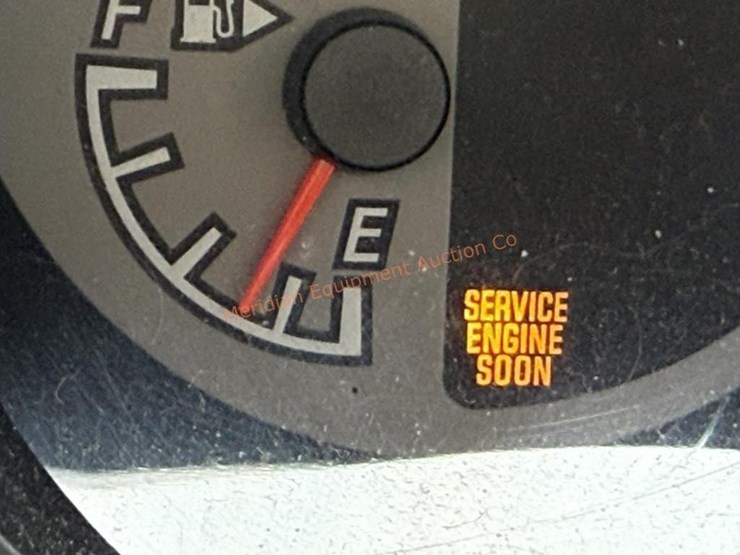 F
E
Meridian Equipment Auction Co
SERVICE
ENGINE
SOON